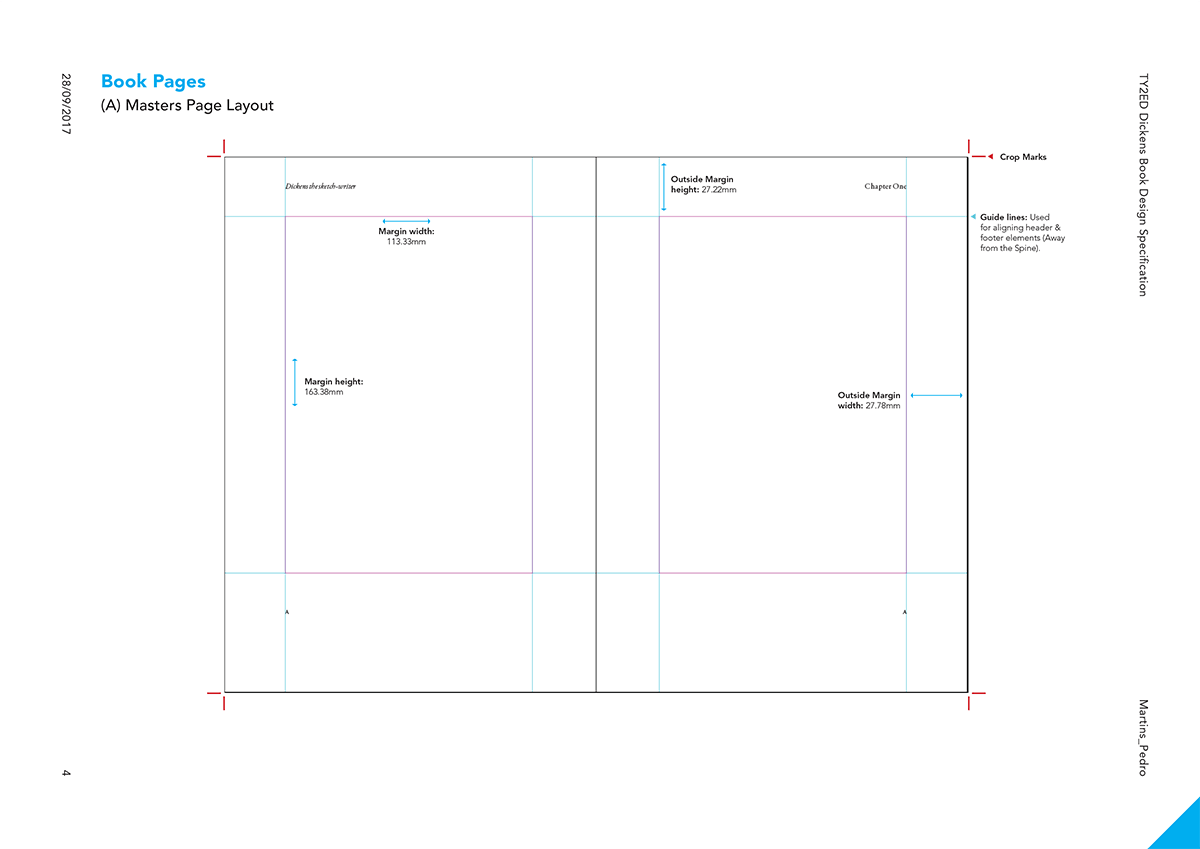 Book Pages
(A) Masters Page Layout
28/09/2017
TY2ED Dickens Book Design Specification
Crop Marks
Dickens the sketch-writer
Outside Margin
height: 27.22mm
Chapter One
Guide lines: Used
for aligning header &
footer elements (Away
from the Spine).
Margin width:
113.33mm
Margin height:
163.38mm
Outside Margin
width: 27.78mm
A
A
Martins_Pedro
4